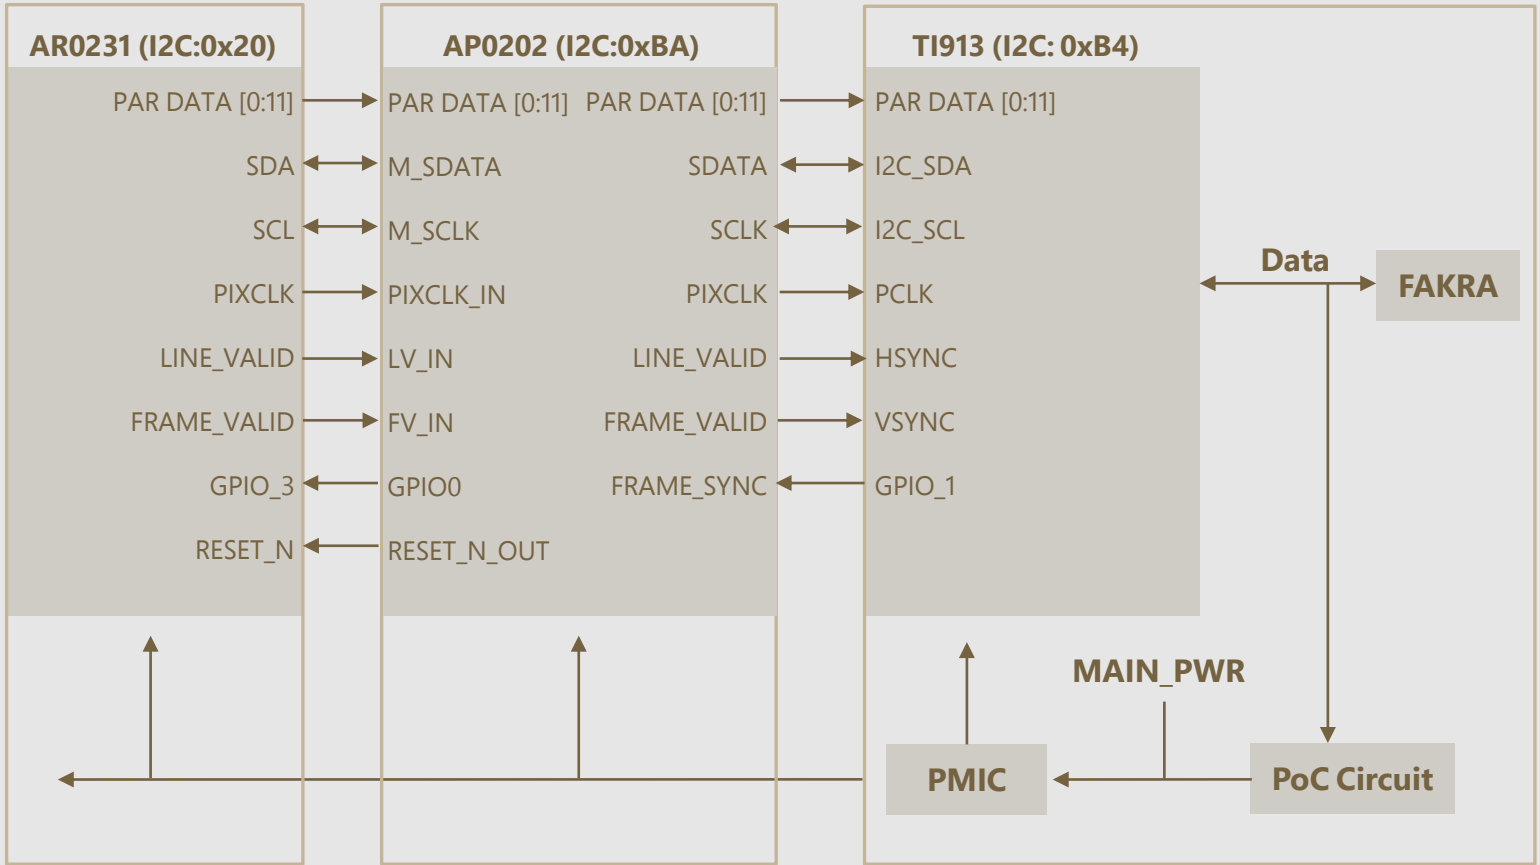 AR0231 (I2C:0x20)
AP0202 (I2C:0xBA)
TI913 (I2C: 0xB4)
PAR DATA [0:11]
PAR DATA [0:11]
PAR DATA [0:11]
PAR DATA [0:11]
SDA
M_SDATA
SDATA
I2C_SDA
SCL
M_SCLK
SCLK
I2C_SCL
PIXCLK
PIXCLK_IN
PIXCLK
PCLK
LINE_VALID
LV_IN
LINE_VALID
HSYNC
FRAME_VALID
FV_IN
FRAME_VALID
VSYNC
GPIO_3
GPIO0
FRAME_SYNC
GPIO_1
RESET_N
RESET_N_OUT
Data
FAKRA
MAIN_PWR
PMIC
PoC Circuit